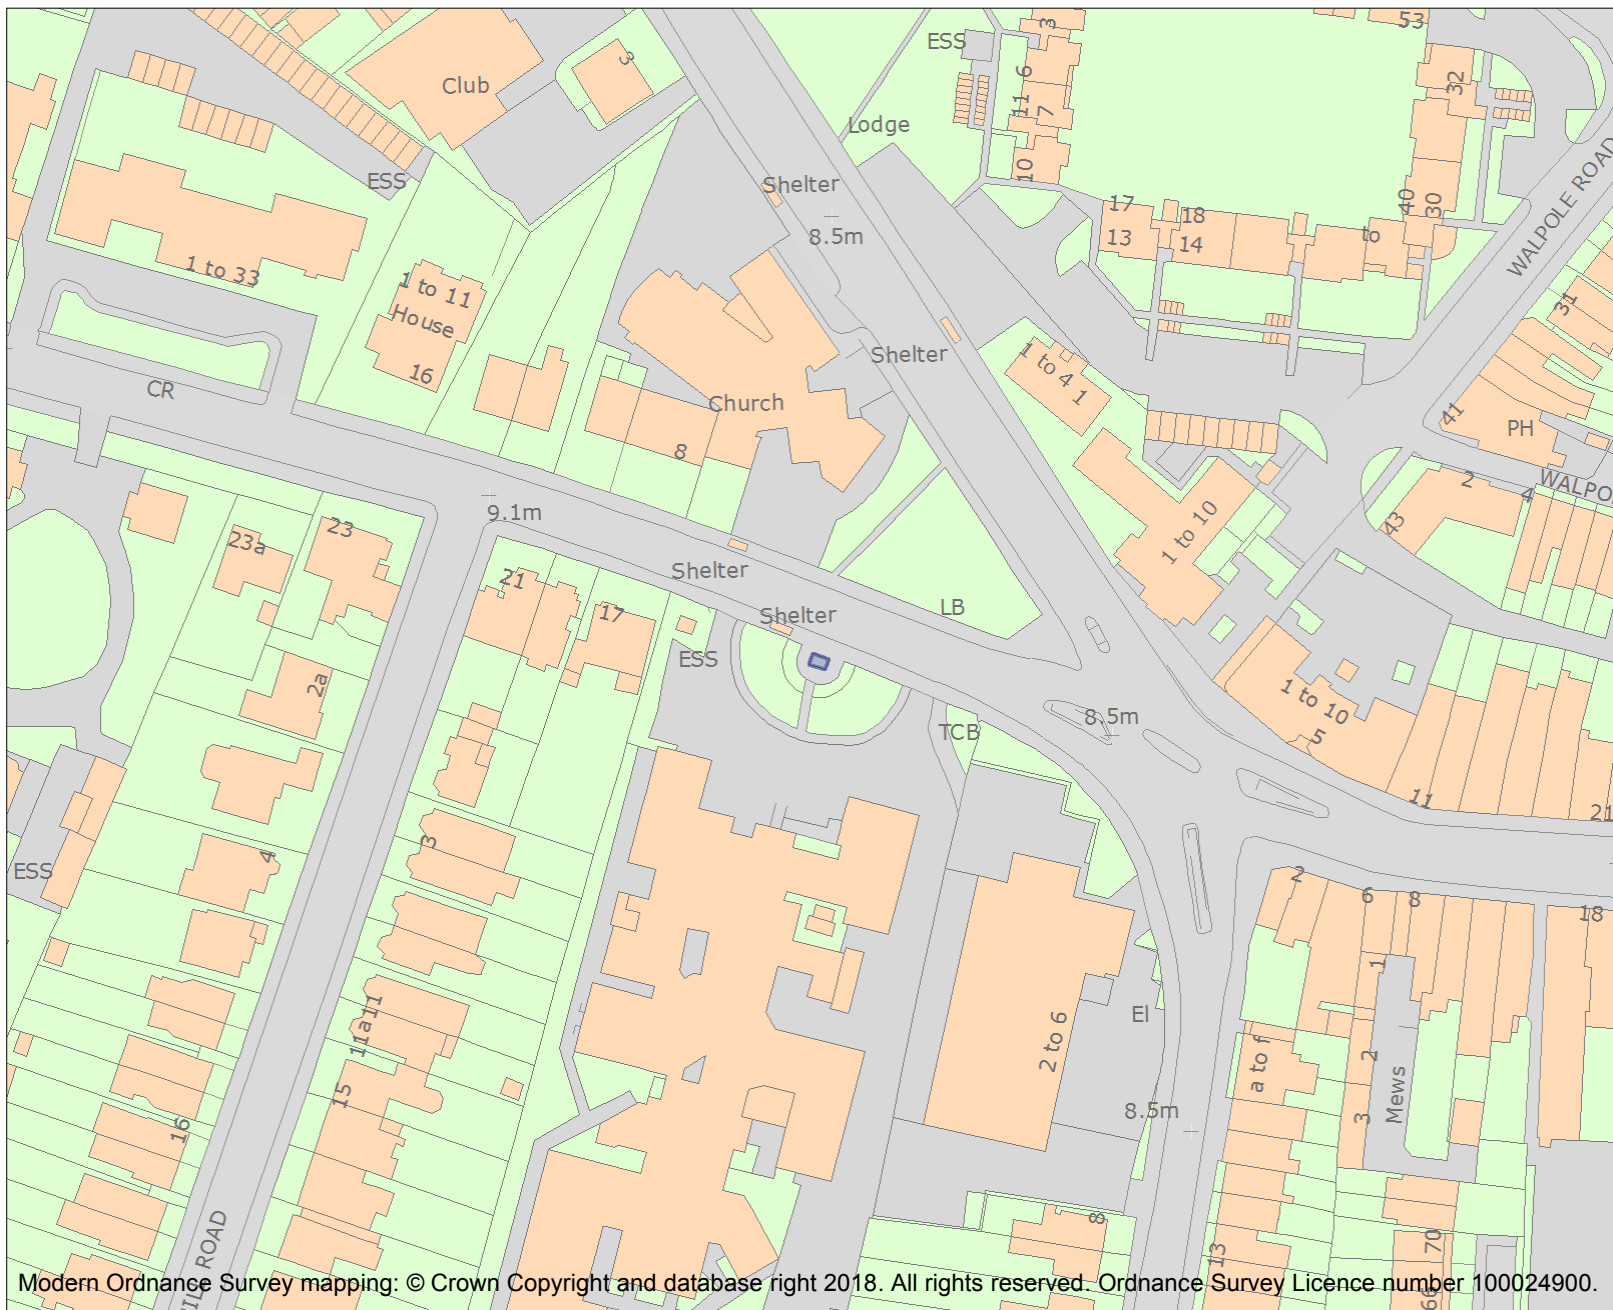 53
3
ESS
Club
3
6
32
11
7
Lodge
WALPOLE ROAD
10
ESS
Shelter
40
30
17
18
8.5m
13
14
to
1 to 33
1 to 11
House
31
Shelter
1 to 4 1
16
CR
Church
41
PH
8
2
WALPO
4
9.1m
43
23
1 to 10
23a
Shelter
21
LB
17
Shelter
ESS
2a
1 to 10
8.5m
TCB
5
11
21
3
4
ESS
2
6
8
18
1
11
11a
El
2 to 6
a to f
2
15
Mews
8.5m
3
16
8
ROAD
13
70
66
Modern Ordnance Survey mapping: © Crown Copyright and database right 2018. All rights reserved. Ordnance Survey Licence number 100024900.